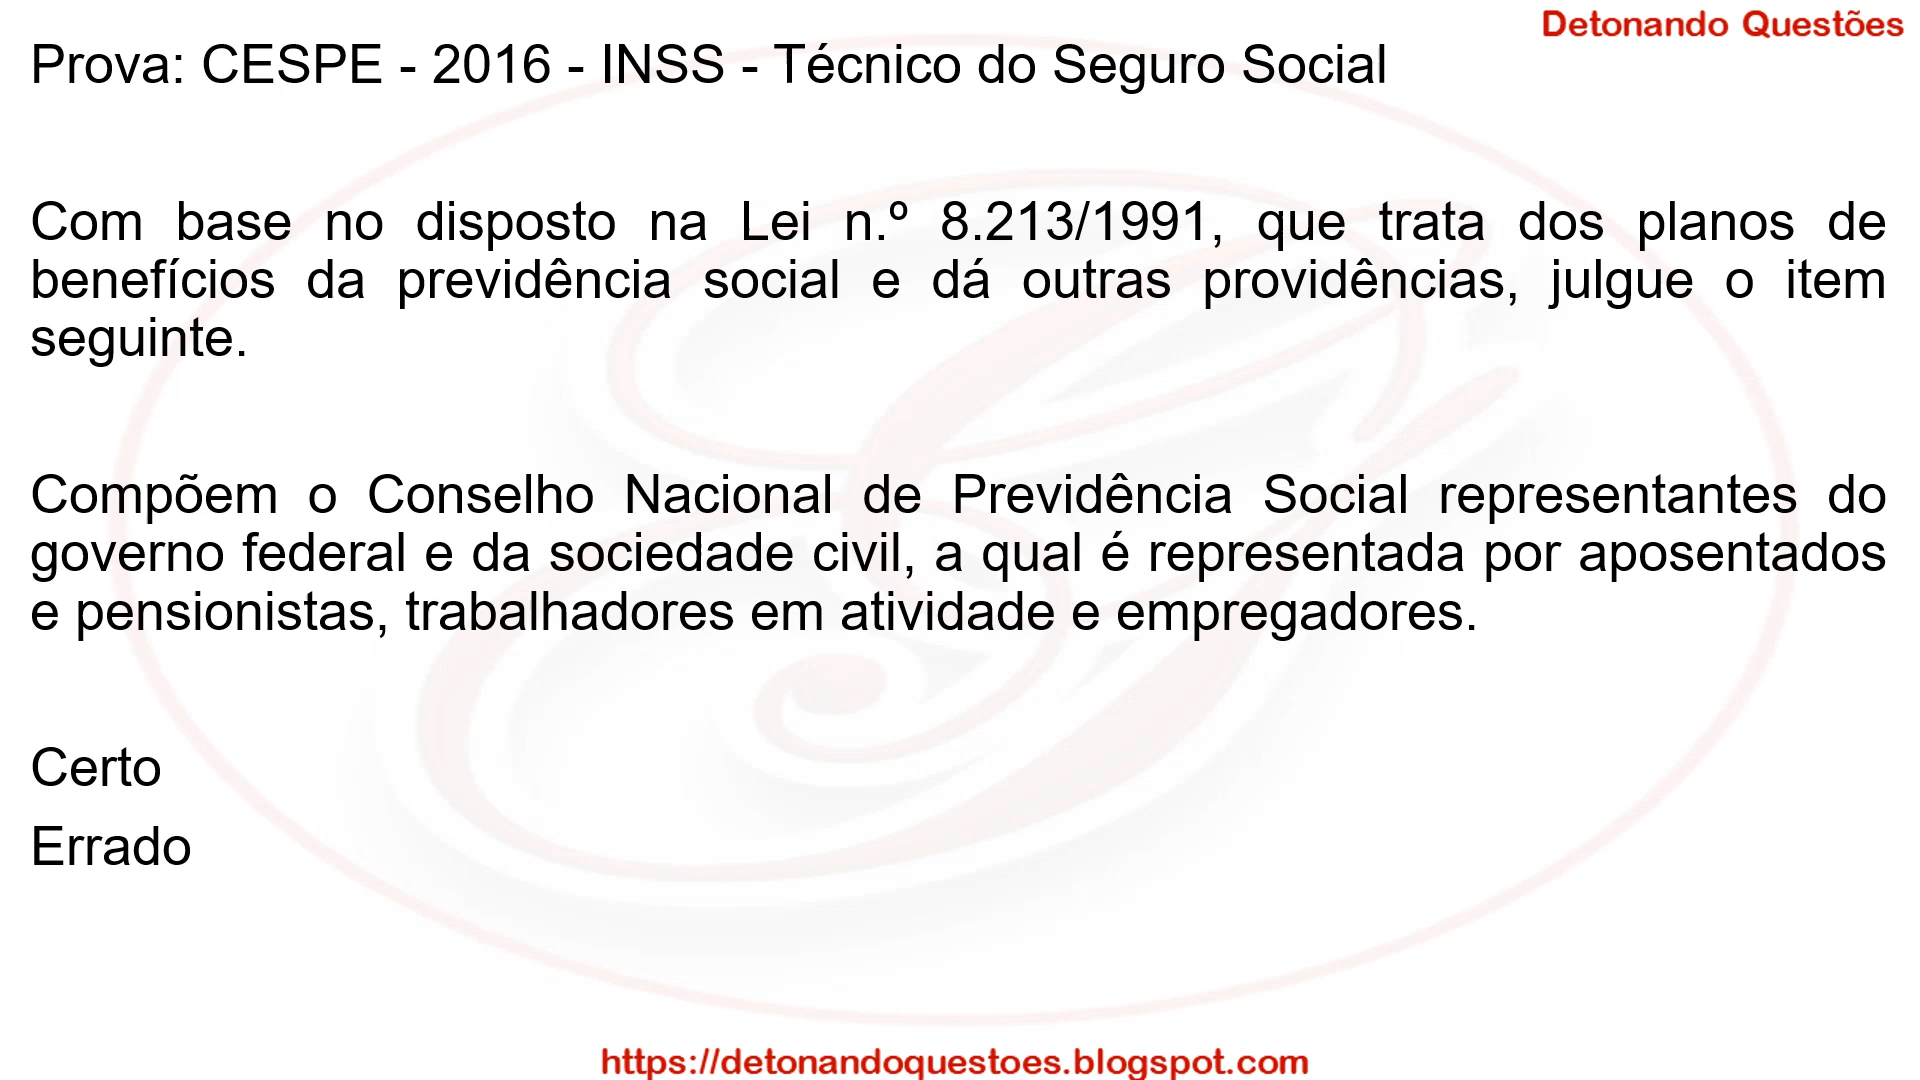 Detonando Questões
Prova: CESPE - 2016 - INSS - Técnico do Seguro Social
Com base no disposto na Lei n.º 8.213/1991, que trata dos planos de
benefícios da previdência social e dá outras providências, julgue o item
seguinte.
Compõem o Conselho Nacional de Previdência Social representantes do
governo federal e da sociedade civil, a qual é representada por aposentados
e pensionistas, trabalhadores em atividade e empregadores.
Certo
Errado
https://detonandoquestoes.blogspot.com